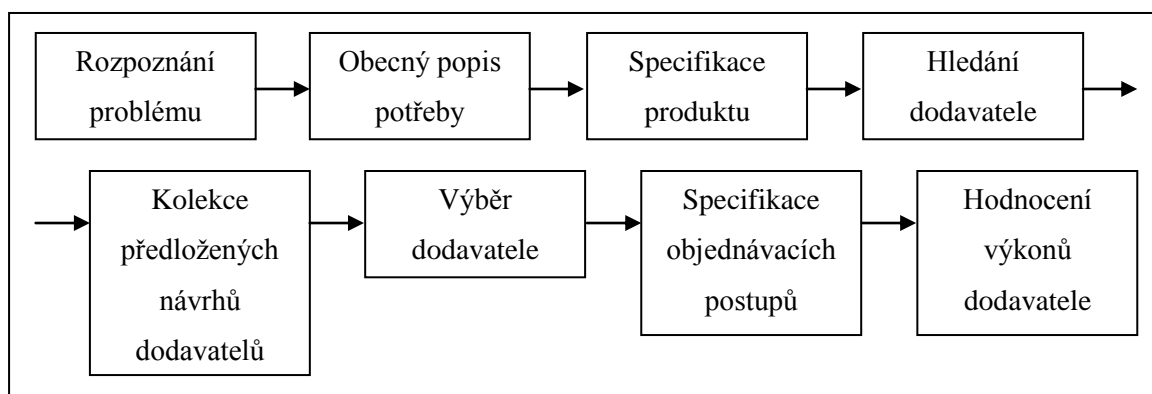 Rozpoznání
problému
Obecný popis
potřeby
Specifikace
produktu
Hledání
dodavatele
Kolekce
předložených
návrhů
dodavatelů
Výběr
dodavatele
Specifikace
objednávacích
postupů
Hodnocení
výkonů
dodavatele